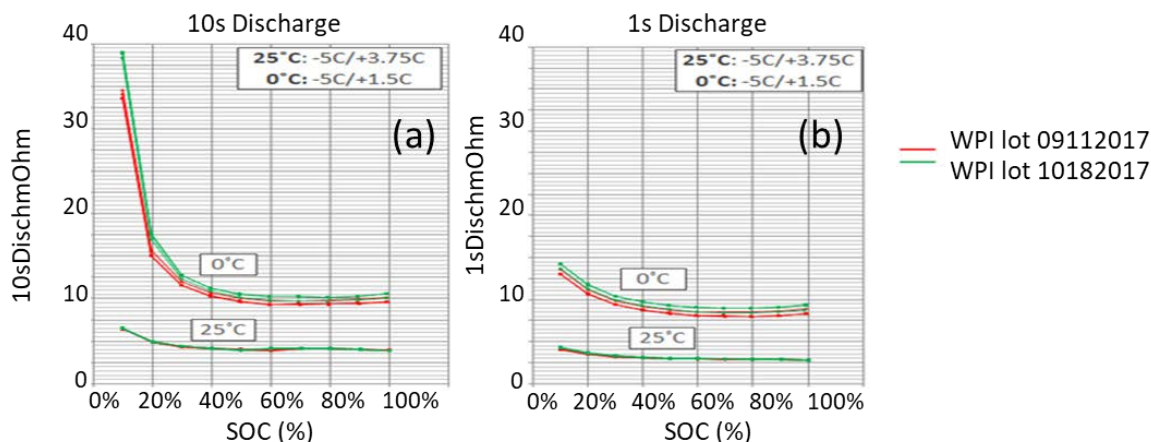 10s Discharge
40
30
20
10
0
10sDischmOhm
25°C: -5C/+3.75C
0°C: -5C/+1.5C
(a)
0°C
25°C
0% 20% 40% 60% 80% 100%
SOC (%)
1s Discharge
40
30
20
10
0
1sDischmOhm
25°C: -5C/+3.75C
0°C: -5C/+1.5C
(b)
0°C
25°C
0% 20% 40% 60% 80% 100%
SOC (%)
WPI lot 09112017
WPI lot 10182017